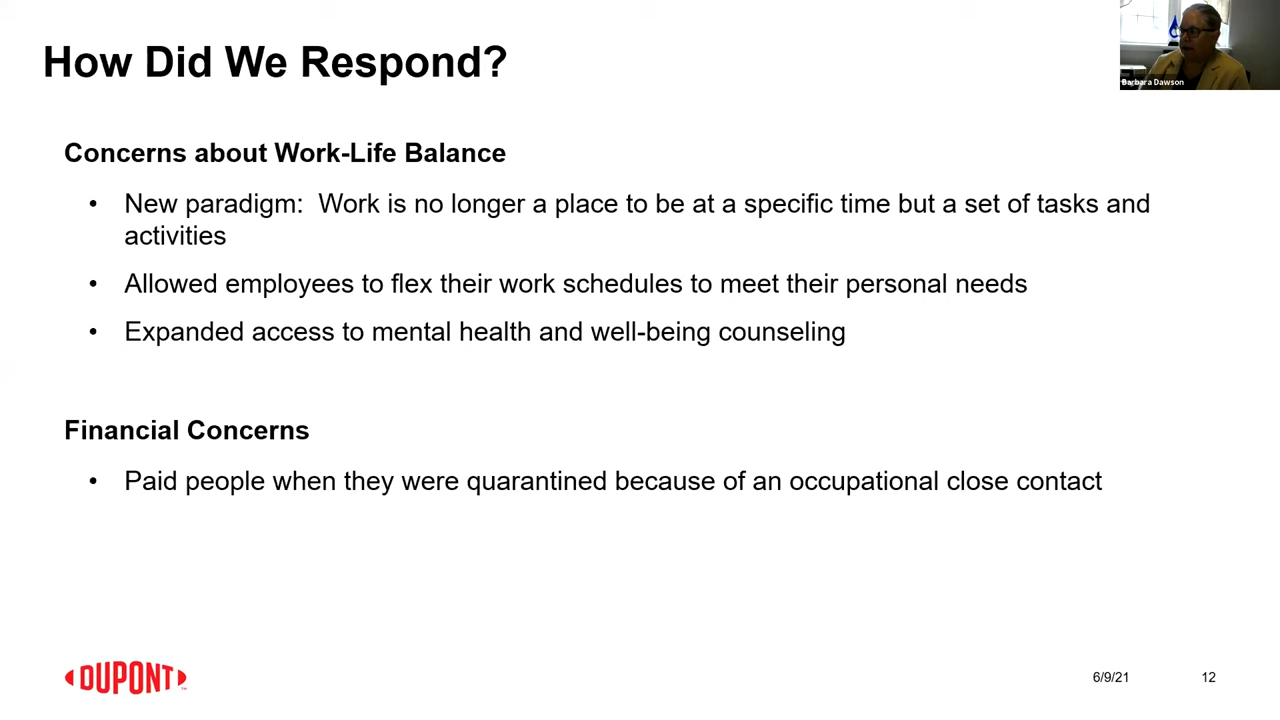 How Did We Respond?
Barbara Dawson
Concerns about Work-Life Balance
• New paradigm: Work is no longer a place to be at a specific time but a set of tasks and
activities
• Allowed employees to flex their work schedules to meet their personal needs
• Expanded access to mental health and well-being counseling
Financial Concerns
• Paid people when they were quarantined because of an occupational close contact
DUPONT™
6/9/21
12